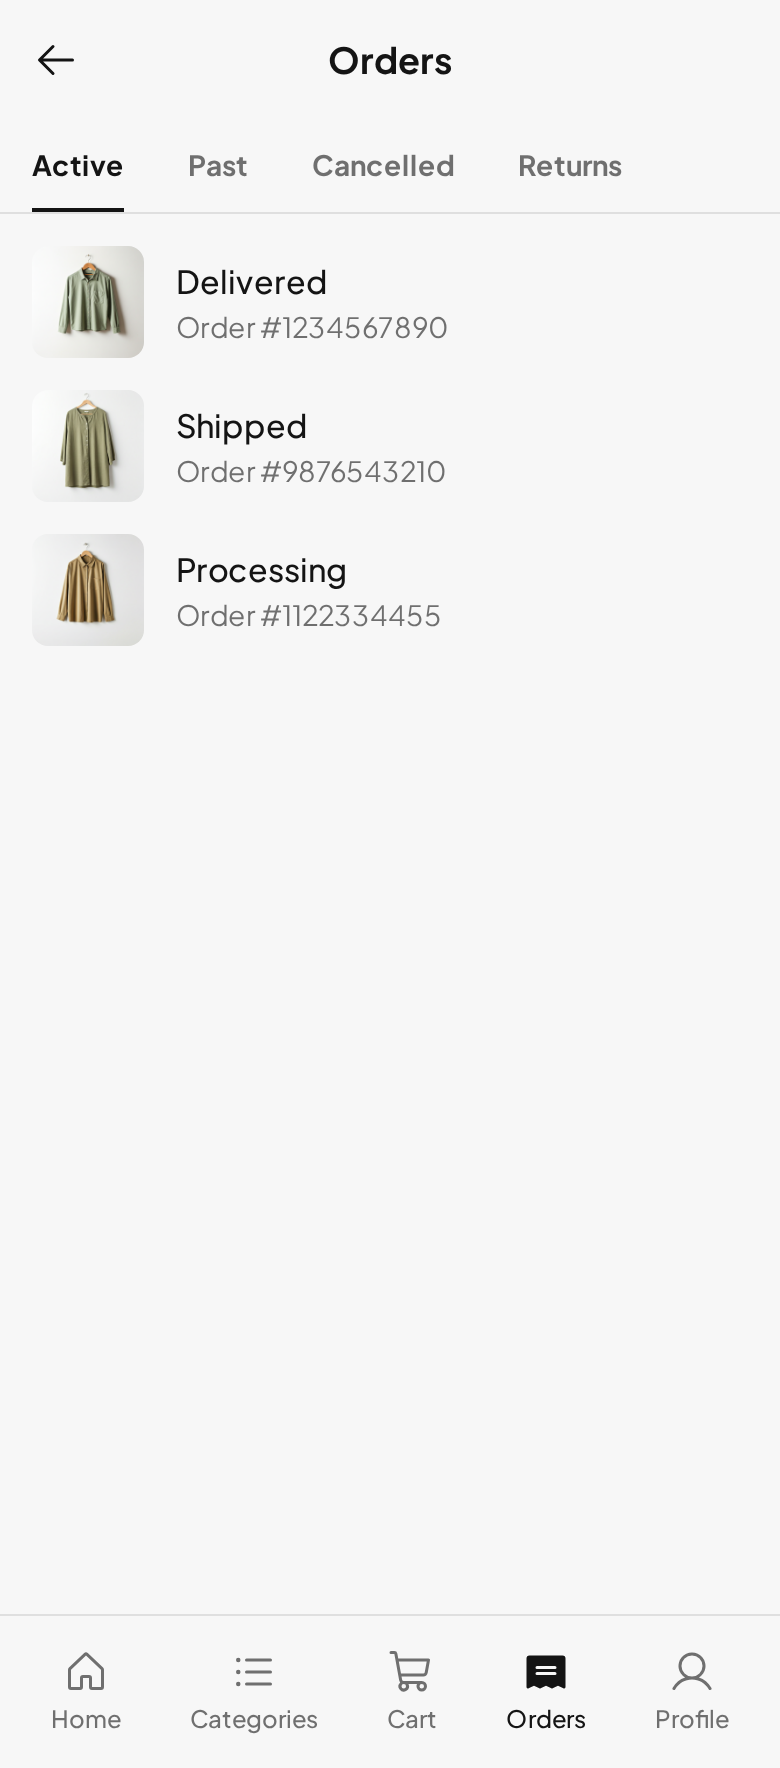 Orders
Active Past Cancelled Returns
Delivered
Order #1234567890
Shipped
Order #9876543210
Processing
Order #1122334455
Home Categories Cart Orders Profile